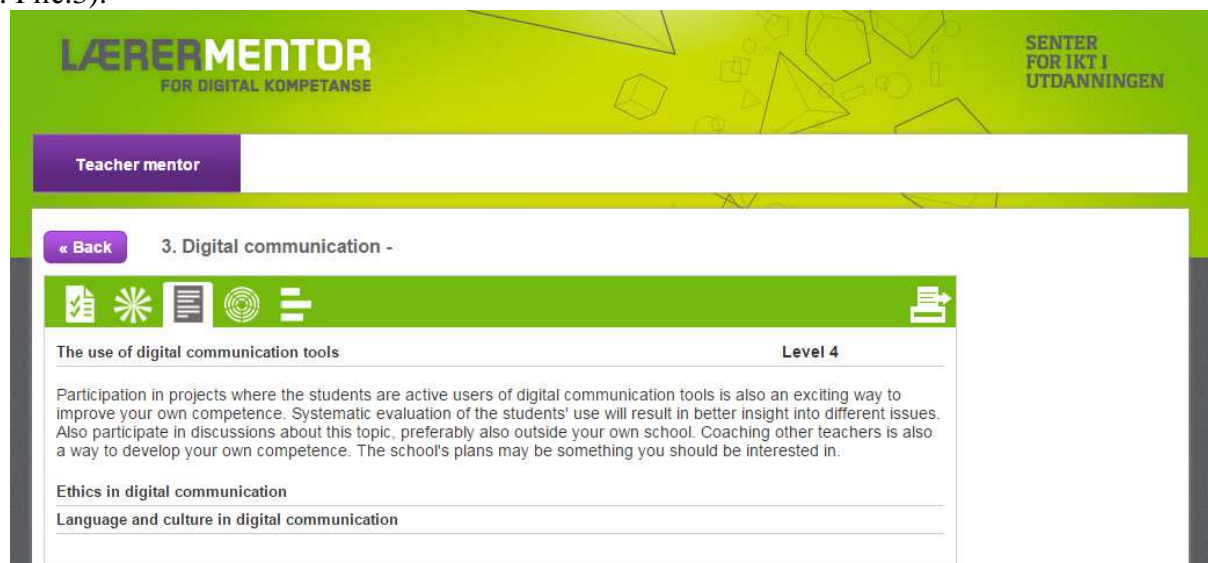 LÆRERMENTOR
FOR DIGITAL KOMPETANSE
SENTER
FOR IKT I
UTDANNINGEN
Teacher mentor
« Back
3. Digital communication -
The use of digital communication tools Level 4
Participation in projects where the students are active users of digital communication tools is also an exciting way to
improve your own competence. Systematic evaluation of the students' use will result in better insight into different issues.
Also participate in discussions about this topic, preferably also outside your own school. Coaching other teachers is also
a way to develop your own competence. The school's plans may be something you should be interested in.
Ethics in digital communication
Language and culture in digital communication